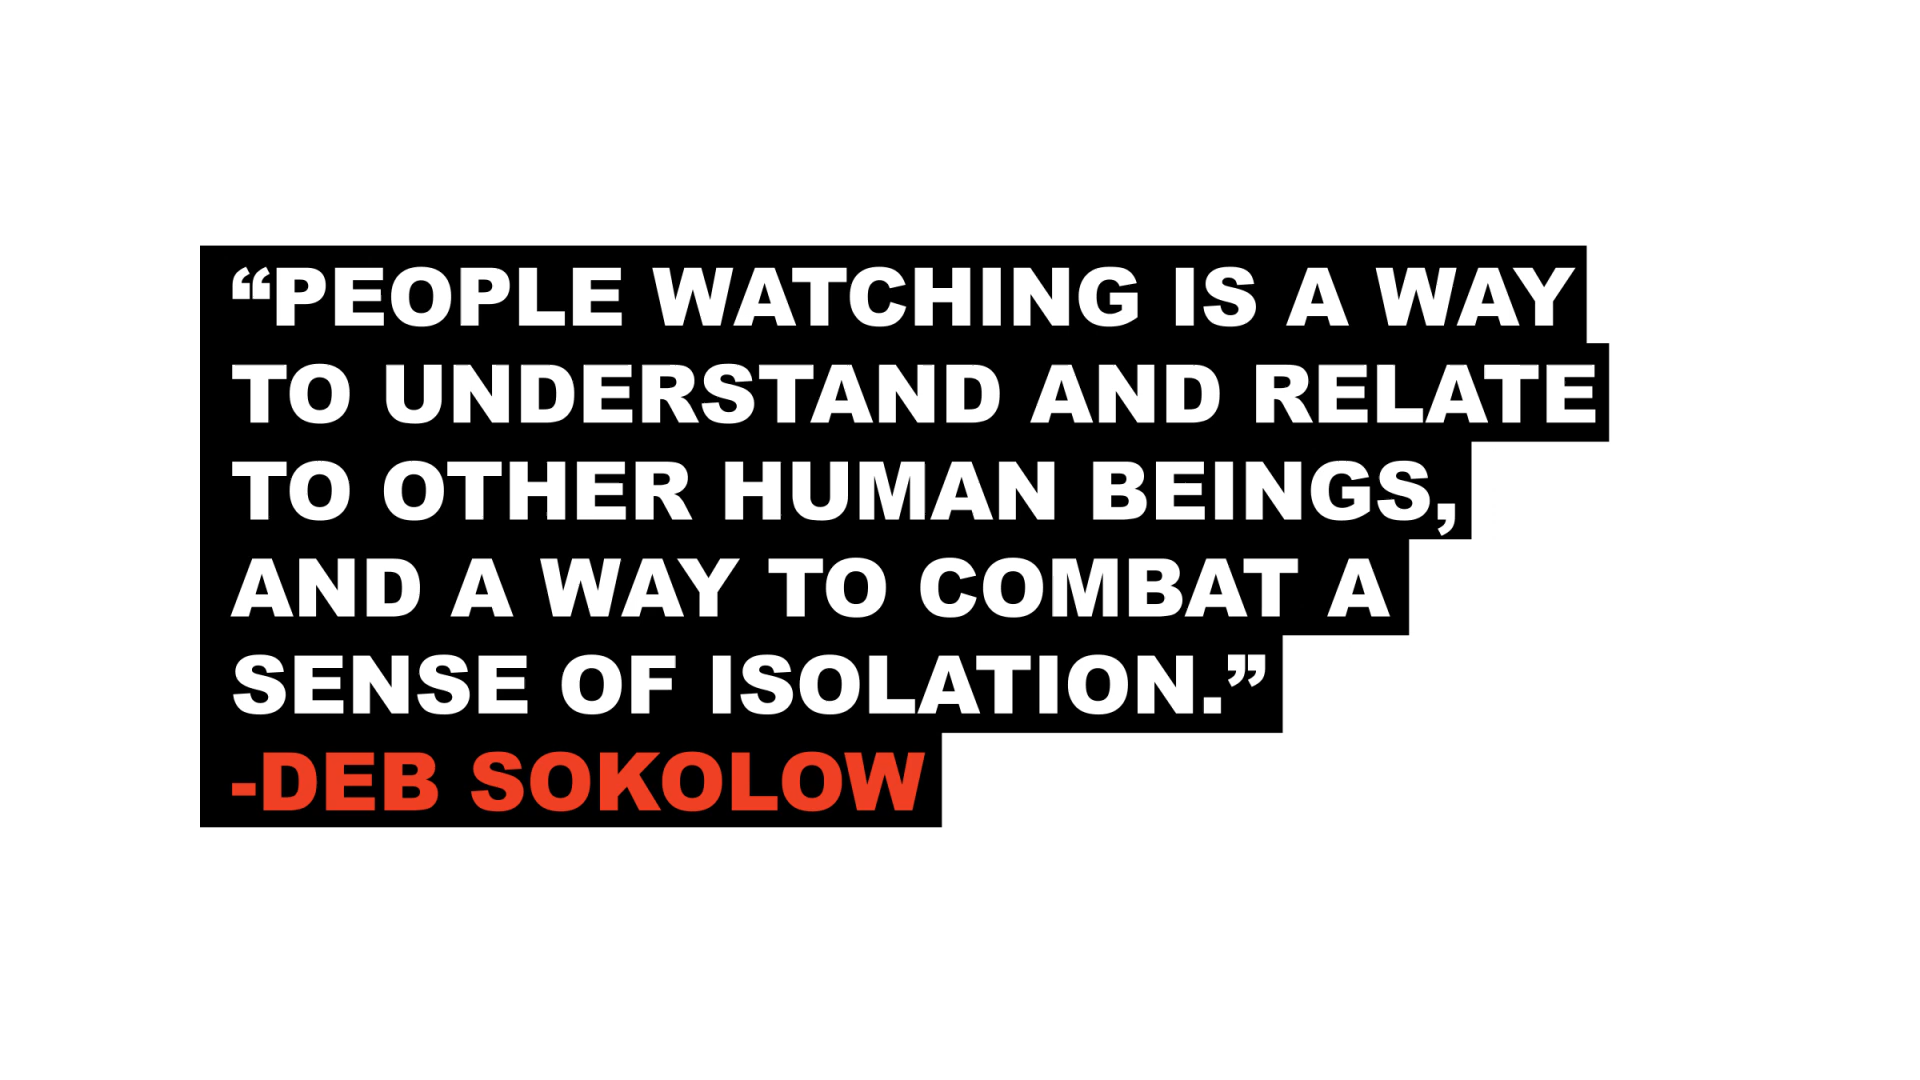 “PEOPLE WATCHING IS A WAY
TO UNDERSTAND AND RELATE
TO OTHER HUMAN BEINGS,
AND A WAY TO COMBAT A
SENSE OF ISOLATION.”
-DEB SOKOLOW